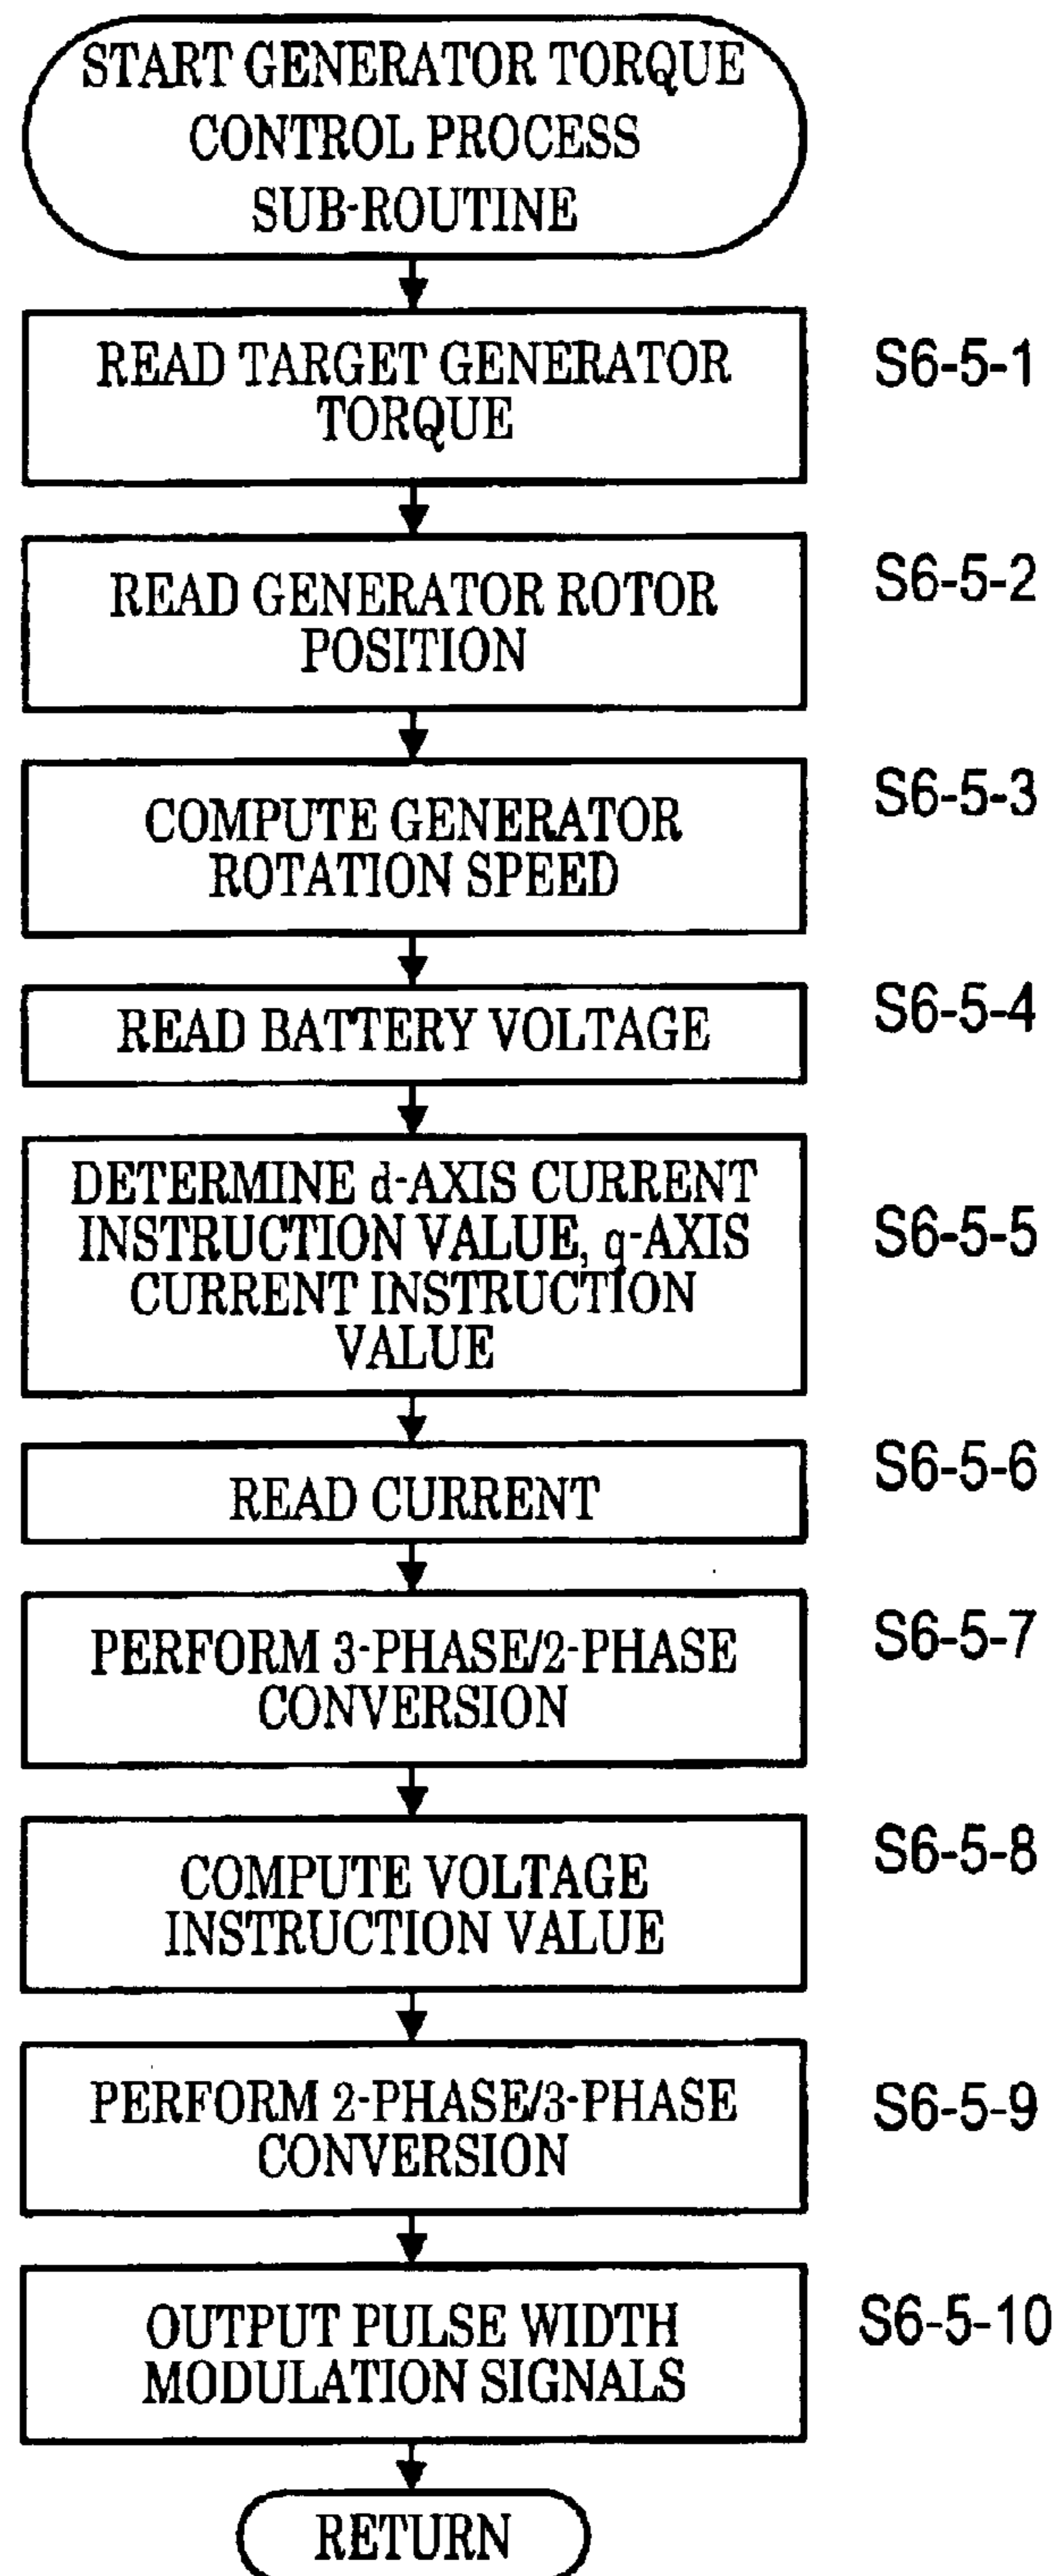 START GENERATOR TORQUE
CONTROL PROCESS
SUB-ROUTINE
READ TARGET GENERATOR
TORQUE
S6-5-1
READ GENERATOR ROTOR
POSITION
S6-5-2
COMPUTE GENERATOR
ROTATION SPEED
S6-5-3
READ BATTERY VOLTAGE
S6-5-4
DETERMINE d-AXIS CURRENT
INSTRUCTION VALUE, q-AXIS
CURRENT INSTRUCTION
VALUE
S6-5-5
READ CURRENT
S6-5-6
PERFORM 3-PHASE/2-PHASE
CONVERSION
S6-5-7
COMPUTE VOLTAGE
INSTRUCTION VALUE
S6-5-8
PERFORM 2-PHASE/3-PHASE
CONVERSION
S6-5-9
OUTPUT PULSE WIDTH
MODULATION SIGNALS
S6-5-10
RETURN